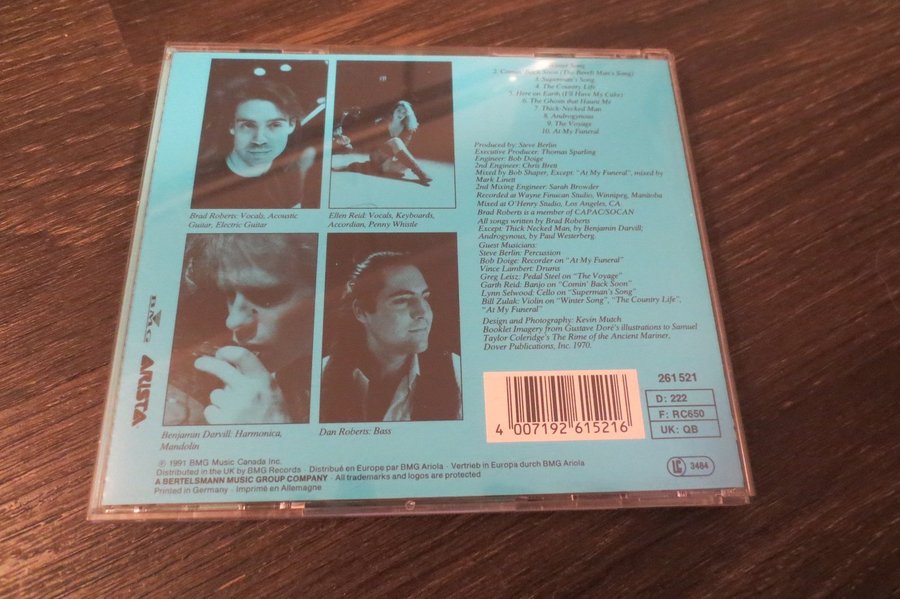 Song
2. Comin' Back Soon (The Bereft Man's Song)
3. Superman's Song
4. The Country Life
5. Here on Earth (I'll Have My Cake)
6. The Ghosts that Haunt Me
7. Thick-Necked Man
8. Androgynous
9. The Voyage
10. At My Funeral
Produced by: Steve Berlin
Executive Producer: Thomas Sparling
Engineer: Bob Doige
2nd Engineer: Chris Brett
Mixed by Bob Shaper, Except: "At My Funeral", mixed by
Mark Linett
2nd Mixing Engineer: Sarah Browder
Recorded at Wayne Finucan Studio, Winnipeg, Manitoba
Mixed at O'Henry Studio, Los Angeles, CA
Brad Roberts is a member of CAPAC/SOCAN
All songs written by Brad Roberts
Except: Thick Necked Man, by Benjamin Darvill;
Androgynous, by Paul Westerberg.
Guest Musicians:
Steve Berlin: Percussion
Bob Doige: Recorder on "At My Funeral"
Vince Lambert: Drums
Greg Leisz: Pedal Steel on "The Voyage"
Garth Reid: Banjo on "Comin' Back Soon"
Lynn Selwood: Cello on "Superman's Song"
Bill Zulak: Violin on "Winter Song", "The Country Life",
"At My Funeral"
Design and Photography: Kevin Mutch
Booklet Imagery from Gustave Doré's illustrations to Samuel
Taylor Coleridge's The Rime of the Ancient Mariner,
Dover Publications, Inc. 1970.
Brad Roberts: Vocals, Acoustic
Guitar, Electric Guitar
Ellen Reid: Vocals, Keyboards,
Accordian, Penny Whistle
Benjamin Darvill: Harmonica,
Mandolin
Dan Roberts: Bass
BMG
ARISTA
261 521
D: 222
F: RC650
UK: QB
4 007192 615216
LC 3484
℗ 1991 BMG Music Canada Inc.
Distributed in the UK by BMG Records · Distribué en Europe par BMG Ariola · Vertrieb in Europa durch BMG Ariola
A BERTELSMANN MUSIC GROUP COMPANY · All trademarks and logos are protected
Printed in Germany · Imprimé en Allemagne